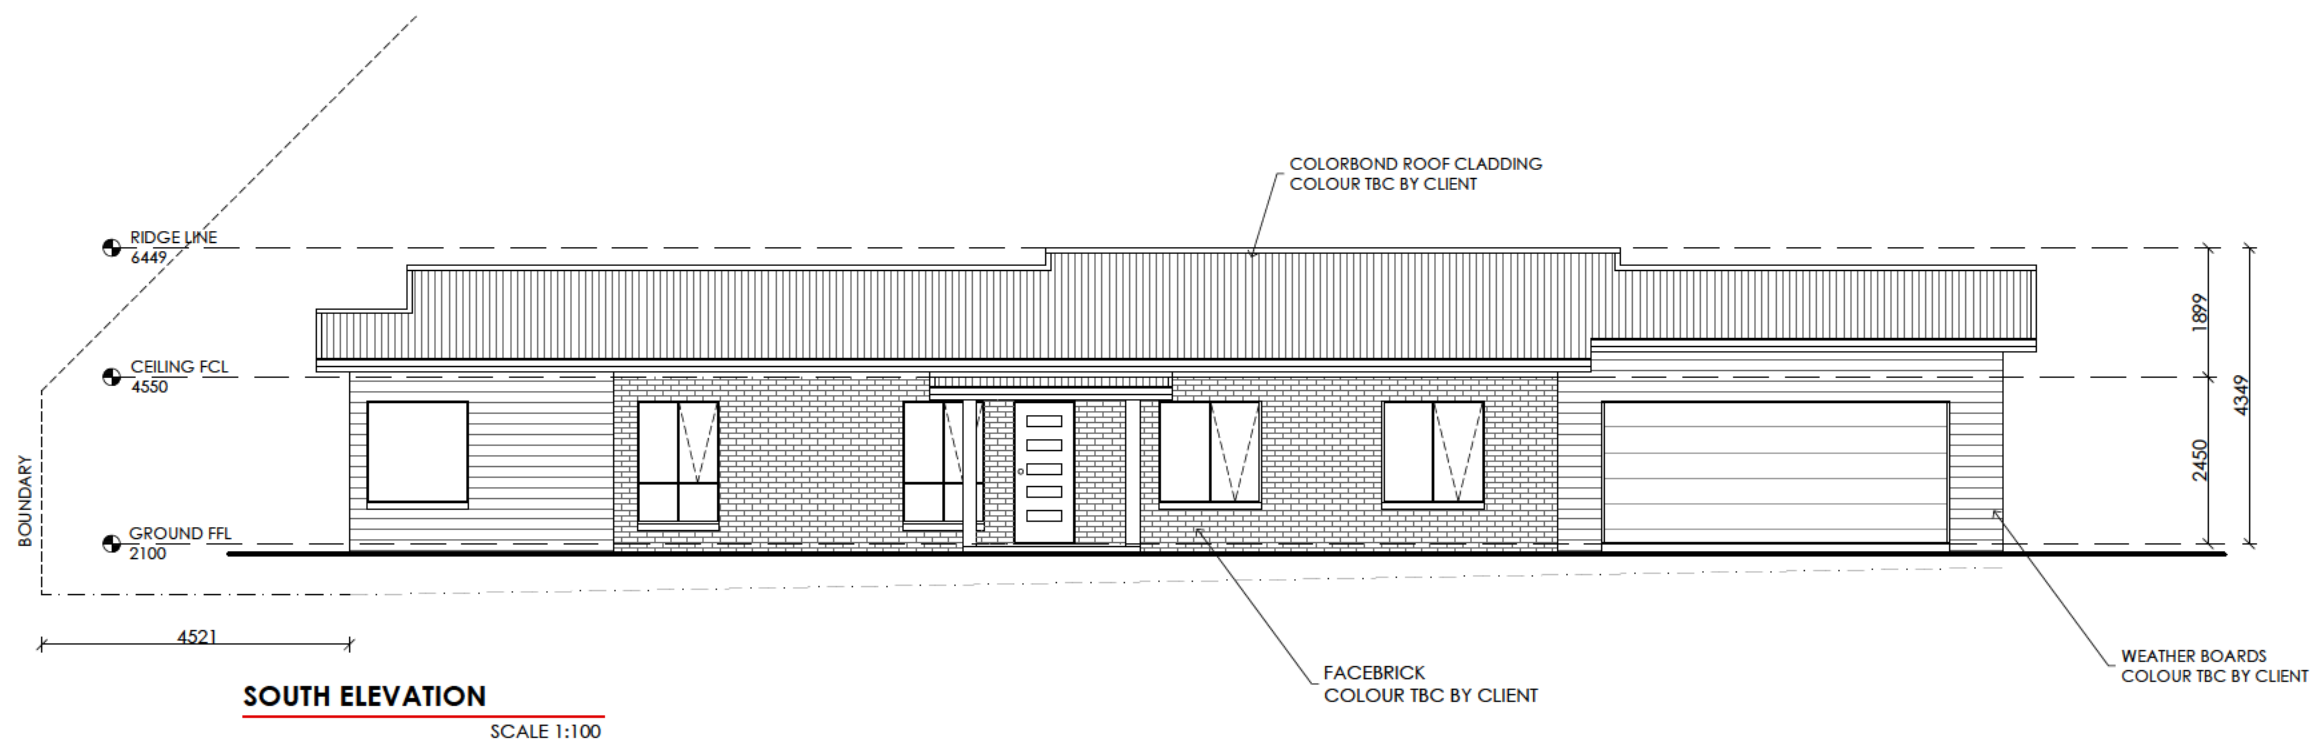 COLORBOND ROOF CLADDING
COLOUR TBC BY CLIENT
RIDGE LINE
6449
CEILING FCL
4550
GROUND FFL
2100
BOUNDARY
1899
2450
4349
4521
SOUTH ELEVATION
SCALE 1:100
FACEBRICK
COLOUR TBC BY CLIENT
WEATHER BOARDS
COLOUR TBC BY CLIENT